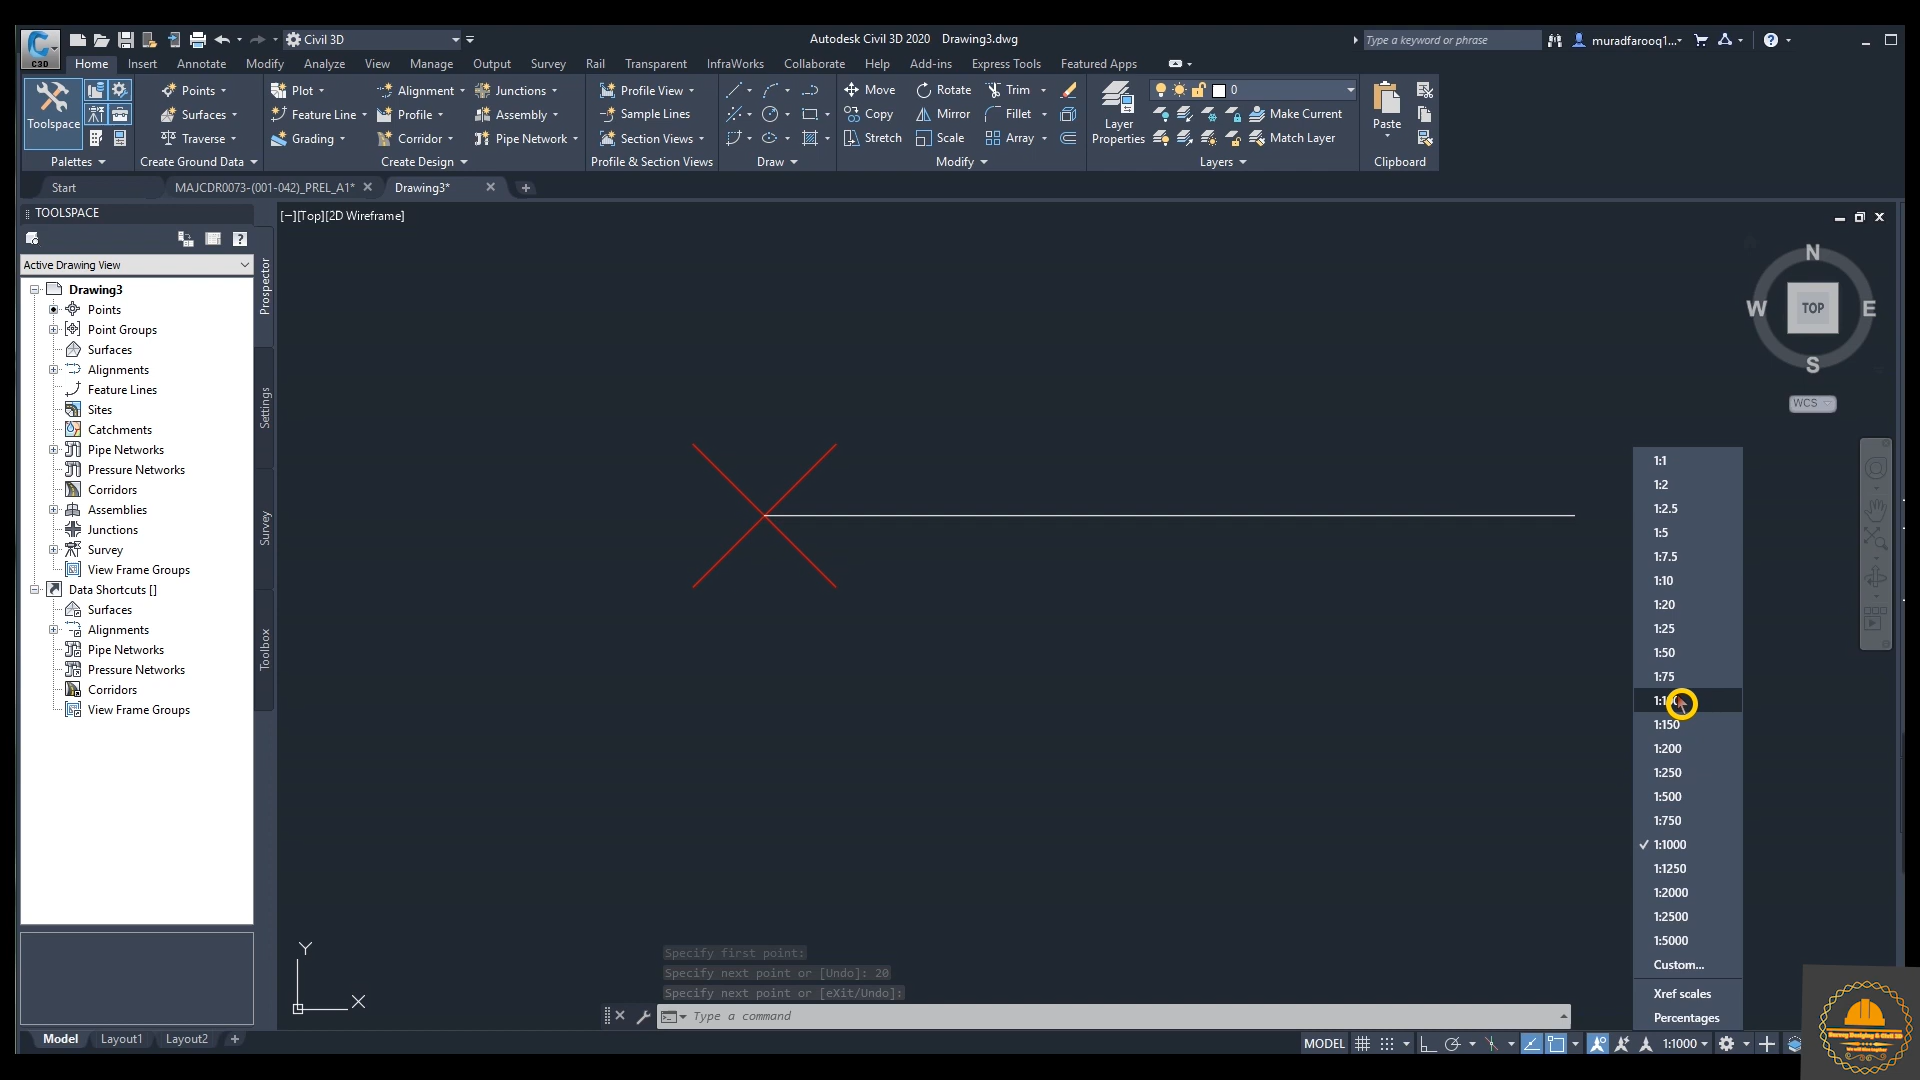 Civil 3D
Autodesk Civil 3D 2020 Drawing3.dwg
Type a keyword or phrase
muradfarooq1...
C3D
Home Insert Annotate Modify Analyze View Manage Output Survey Rail Transparent InfraWorks Collaborate Help Add-ins Express Tools Featured Apps
Toolspace
Points
Surfaces
Traverse
Plot
Feature Line
Grading
Alignment
Profile
Corridor
Junctions
Assembly
Pipe Network
Profile View
Sample Lines
Section Views
Move
Copy
Stretch
Rotate
Mirror
Scale
Trim
Fillet
Array
Layer
Properties
0
Make Current
Match Layer
Paste
Palettes Create Ground Data Create Design Profile & Section Views Draw Modify Layers Clipboard
Start
MAJCDR0073-(001-042)_PREL_A1*
Drawing3*
TOOLSPACE
Active Drawing View
Drawing3
Points
Point Groups
Surfaces
Alignments
Feature Lines
Sites
Catchments
Pipe Networks
Pressure Networks
Corridors
Assemblies
Junctions
Survey
View Frame Groups
Data Shortcuts []
Surfaces
Alignments
Pipe Networks
Pressure Networks
Corridors
View Frame Groups
Prospector
Settings
Survey
Toolbox
[−][Top][2D Wireframe]
N
W
TOP
E
S
WCS
1:1
1:2
1:2.5
1:5
1:7.5
1:10
1:20
1:25
1:50
1:75
1:150
1:200
1:250
1:500
1:750
1:1000
1:1250
1:2000
1:2500
1:5000
Custom...
Xref scales
Percentages
Y
X
Specify first point:
Specify next point or [Undo]: 20
Specify next point or [eXit/Undo]:
Type a command
Model Layout1 Layout2
MODEL
1:1000